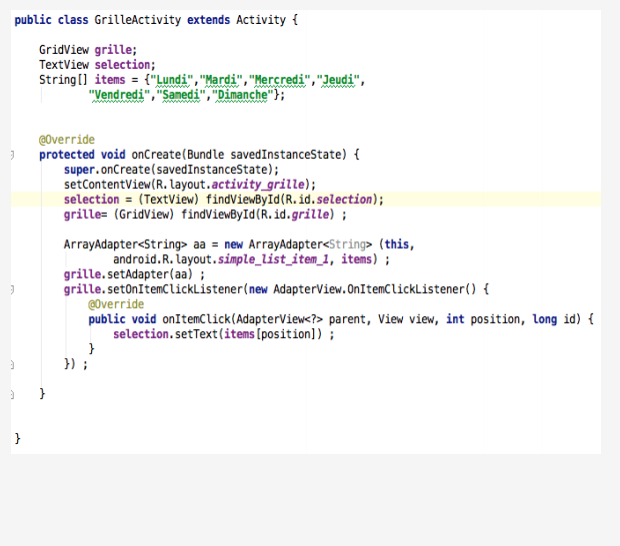 public class GrilleActivity extends Activity {
GridView grille;
TextView selection;
String[] items = {"Lundi","Mardi","Mercredi","Jeudi",
"Vendredi","Samedi","Dimanche"};
@Override
protected void onCreate(Bundle savedInstanceState) {
super.onCreate(savedInstanceState);
setContentView(R.layout.activity_grille);
selection = (TextView) findViewById(R.id.selection);
grille= (GridView) findViewById(R.id.grille) ;
ArrayAdapter<String> aa = new ArrayAdapter<String> (this,
android.R.layout.simple_list_item_1, items) ;
grille.setAdapter(aa) ;
grille.setOnItemClickListener(new AdapterView.OnItemClickListener() {
@Override
public void onItemClick(AdapterView<?> parent, View view, int position, long id) {
selection.setText(items[position]) ;
}
}) ;
}
}